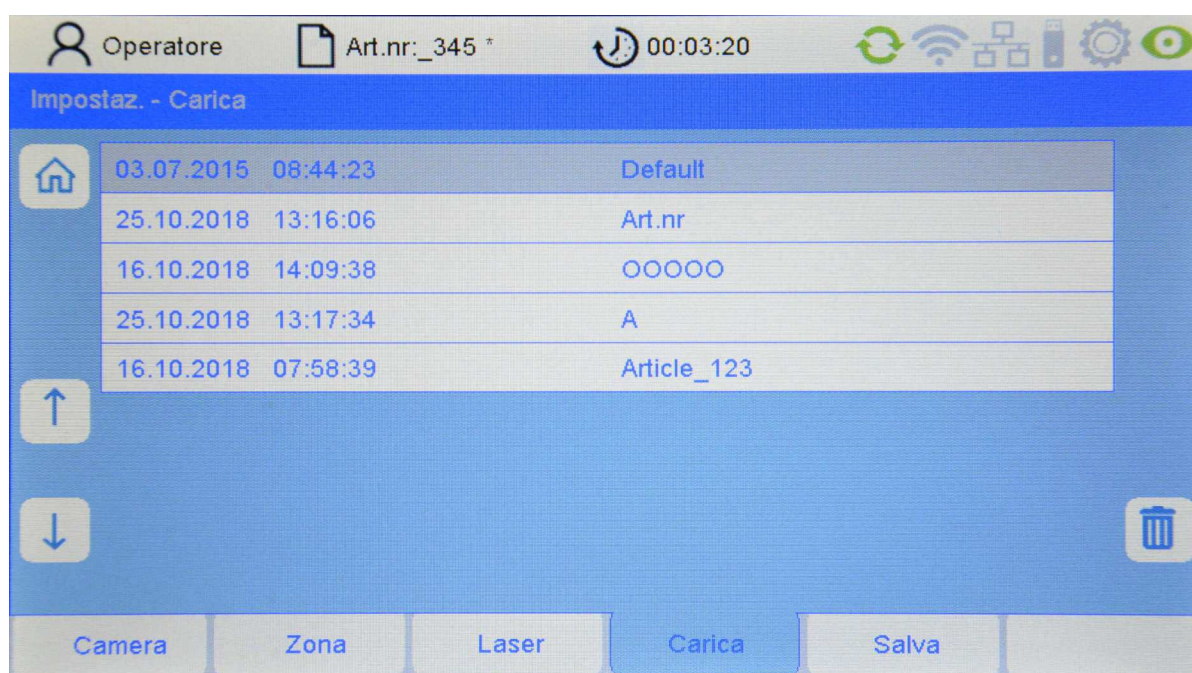 Operatore Art.nr:_345 * 00:03:20
Impostaz. - Carica
03.07.2015 08:44:23 Default
25.10.2018 13:16:06 Art.nr
16.10.2018 14:09:38 OOOOO
25.10.2018 13:17:34 A
16.10.2018 07:58:39 Article_123
Camera Zona Laser Carica Salva